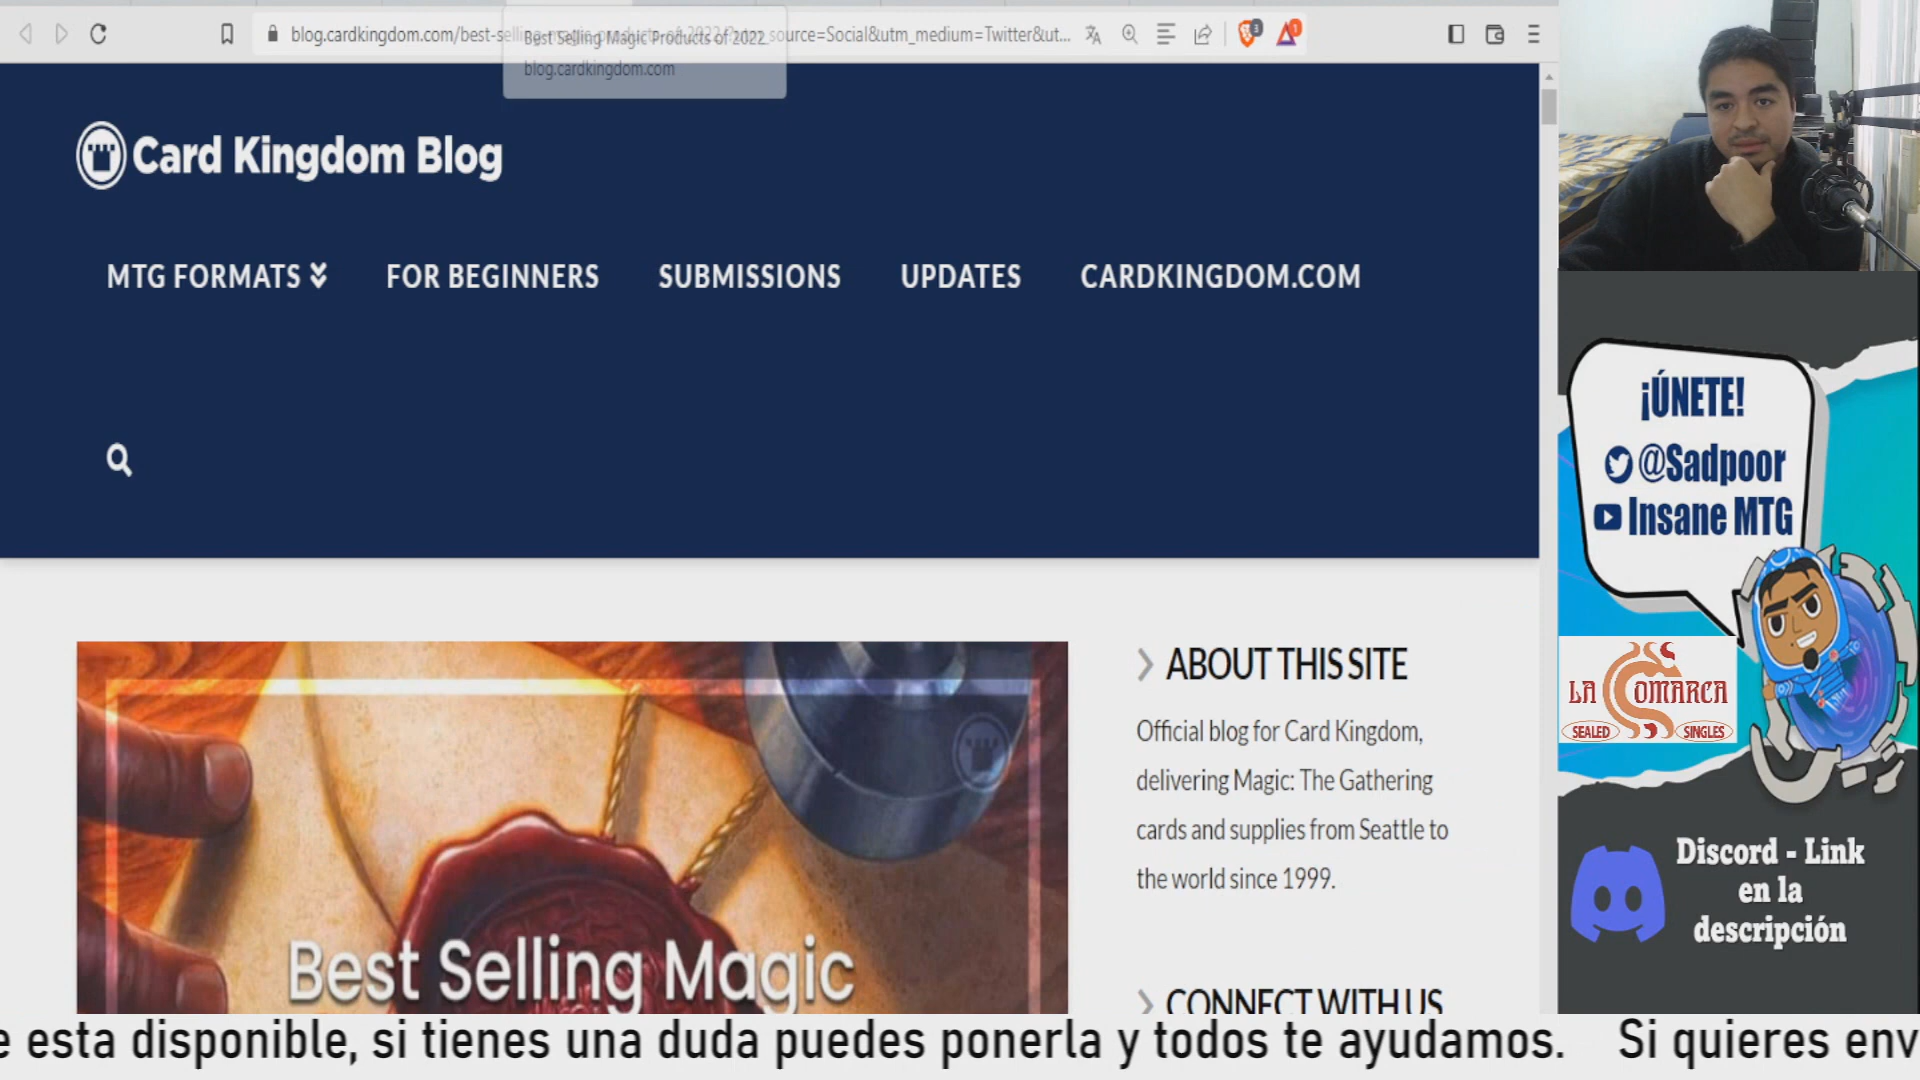 blog.cardkingdom.com/best-selling-
source=Social&utm_medium=Twitter&ut...
Best Selling Magic Products of 2022
blog.cardkingdom.com
Card Kingdom Blog
MTG FORMATS
FOR BEGINNERS
SUBMISSIONS
UPDATES
CARDKINGDOM.COM
Best Selling Magic
ABOUT THIS SITE
Official blog for Card Kingdom,
delivering Magic: The Gathering
cards and supplies from Seattle to
the world since 1999.
CONNECT WITH US
¡ÚNETE!
@Sadpoor
Insane MTG
LA COMARCA
SEALED
SINGLES
Discord - Link
en la
descripción
e esta disponible, si tienes una duda puedes ponerla y todos te ayudamos. Si quieres env